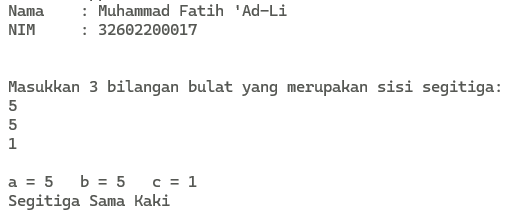 Nama    : Muhammad Fatih 'Ad-Li
NIM     : 32602200017
Masukkan 3 bilangan bulat yang merupakan sisi segitiga:
5
5
1
a = 5   b = 5   c = 1
Segitiga Sama Kaki